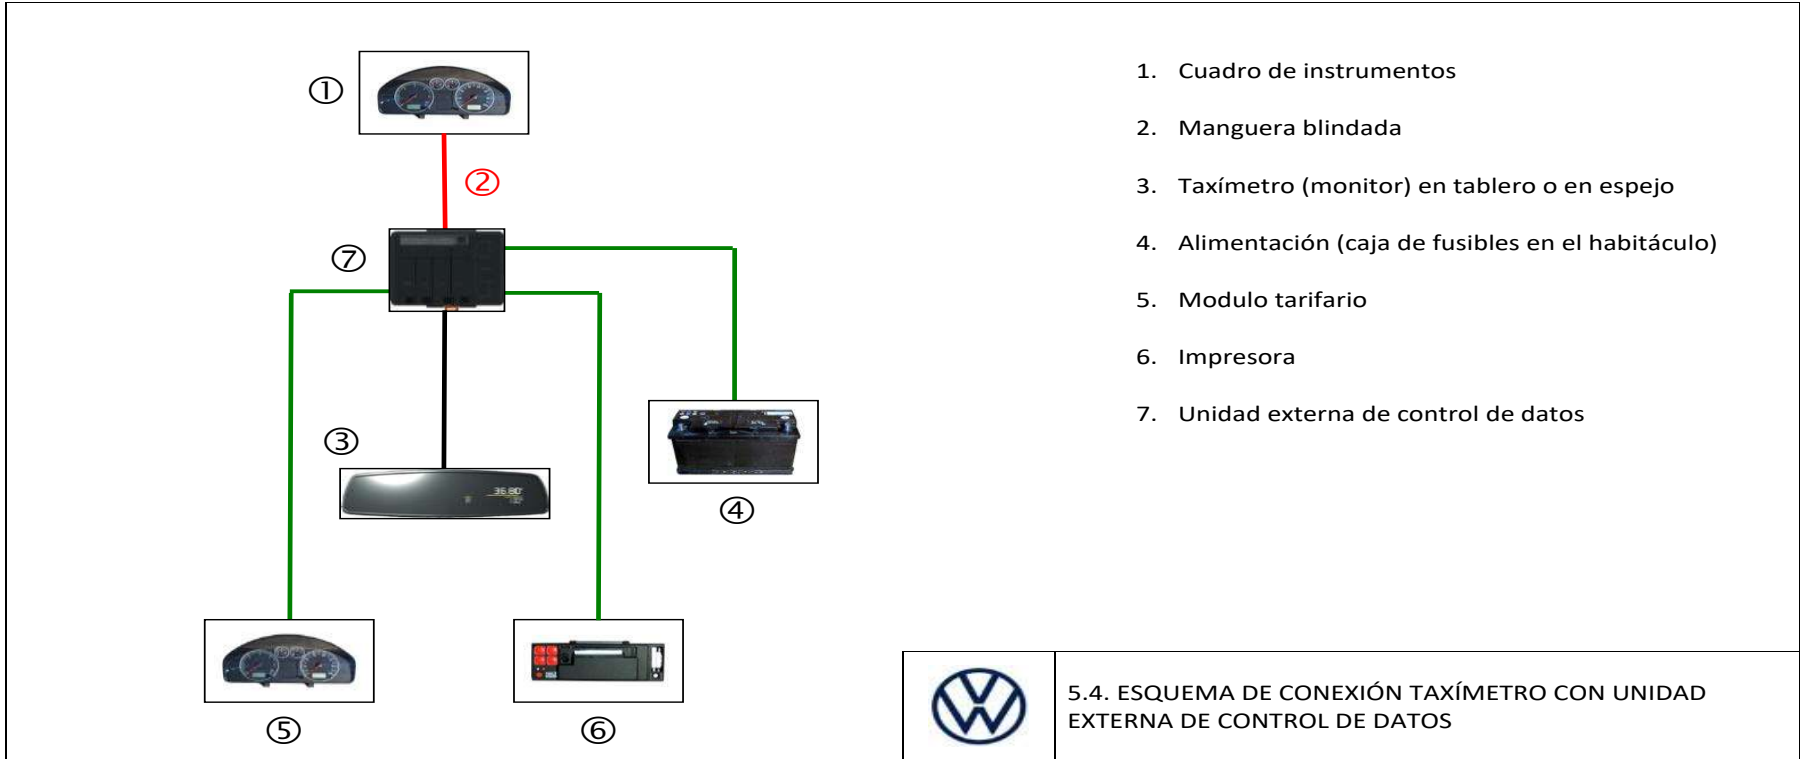 ①
②
⑦
③
36.80
④
⑤
⑥
1. Cuadro de instrumentos
2. Manguera blindada
3. Taxímetro (monitor) en tablero o en espejo
4. Alimentación (caja de fusibles en el habitáculo)
5. Modulo tarifario
6. Impresora
7. Unidad externa de control de datos
5.4. ESQUEMA DE CONEXIÓN TAXÍMETRO CON UNIDAD
EXTERNA DE CONTROL DE DATOS